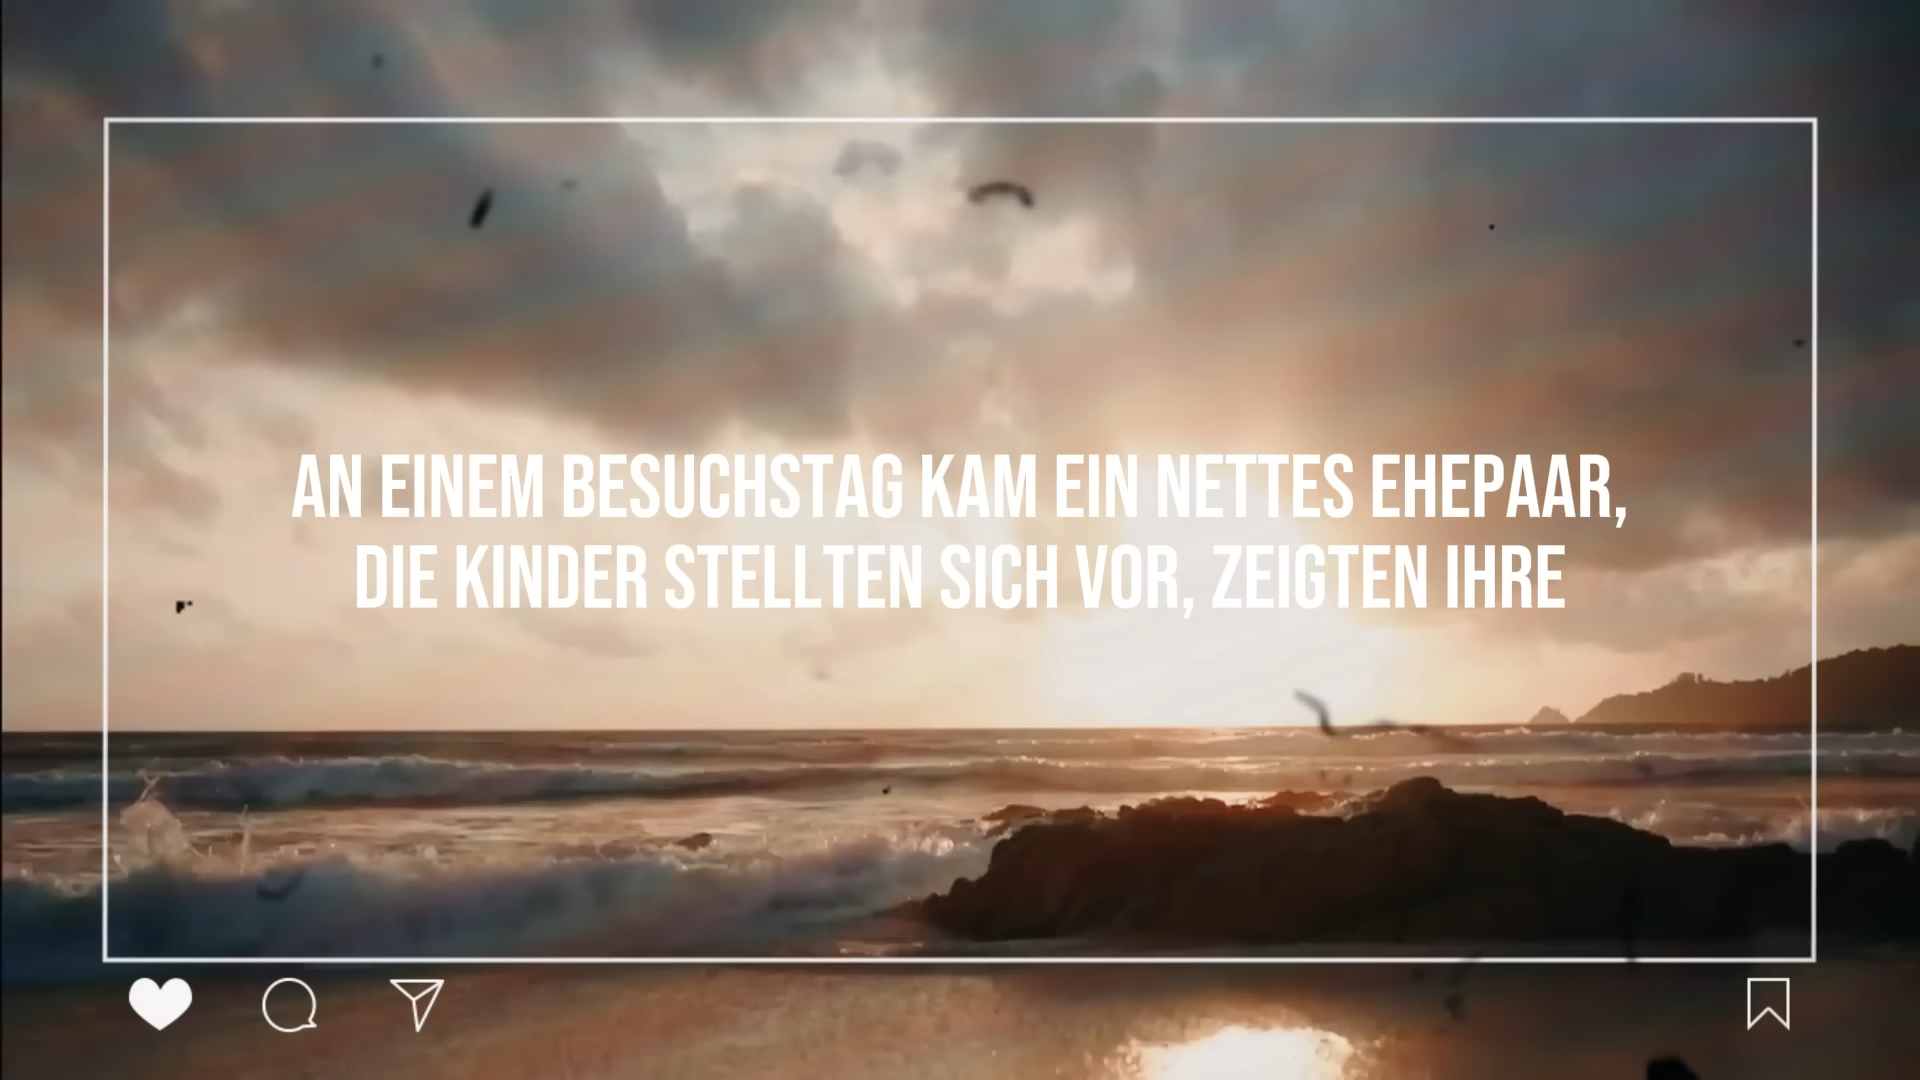 AN EINEM BESUCHSTAG KAM EIN NETTES EHEPAAR,
DIE KINDER STELLTEN SICH VOR, ZEIGTEN IHRE